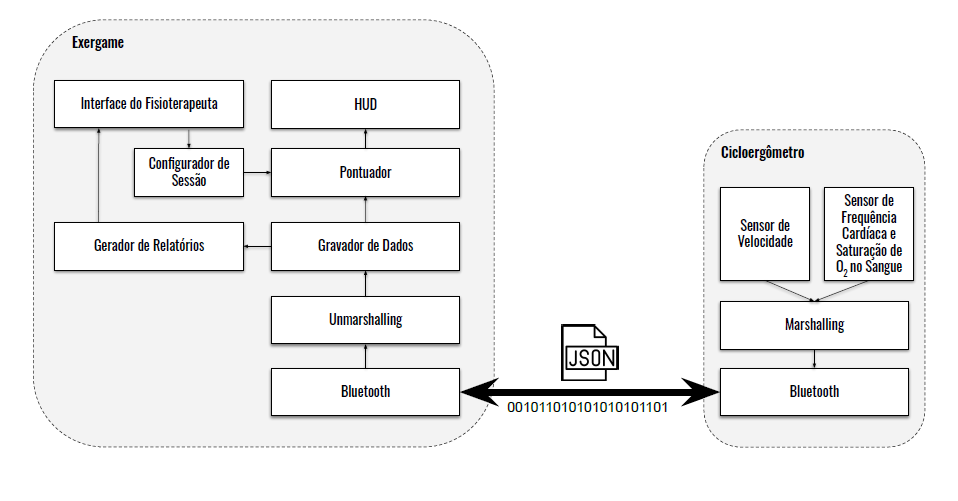 Exergame
Interface do Fisioterapeuta
HUD
Configurador de
Sessão
Pontuador
Gerador de Relatórios
Gravador de Dados
Unmarshalling
Bluetooth
JSON
001011010101010101101
Cicloergômetro
Sensor de
Velocidade
Sensor de
Frequência
Cardíaca e
Saturação de
O2 no Sangue
Marshalling
Bluetooth